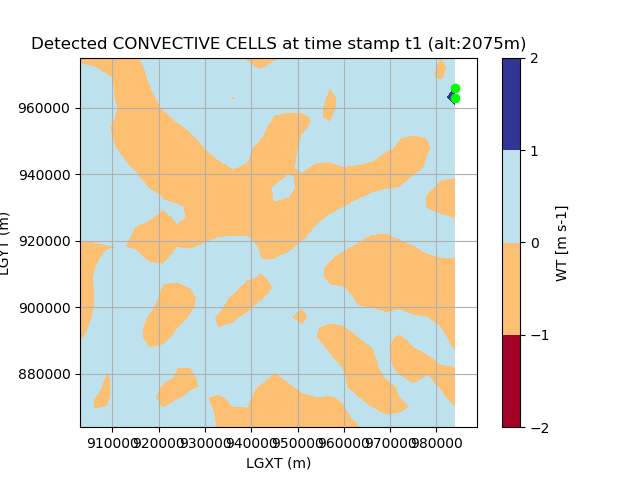 Detected CONVECTIVE CELLS at time stamp t1 (alt:2075m)
960000
940000
920000
900000
880000
LGYT (m)
910000 920000 930000 940000 950000 960000 970000 980000
LGXT (m)
2
1
0
−1
−2
WT [m s-1]